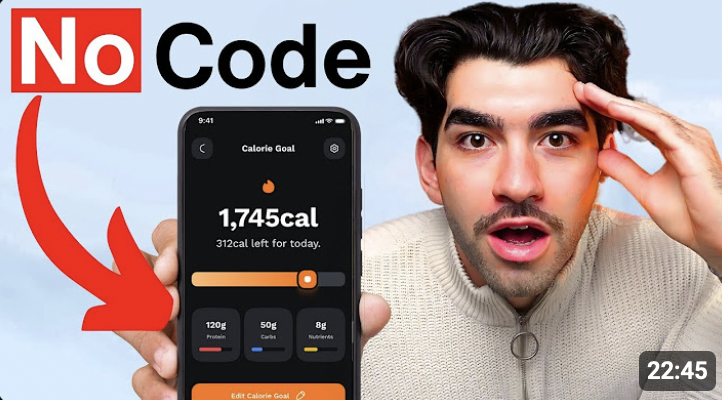 No Code
9:41
Calorie Goal
1,745cal
312cal left for today.
120g 50g 8g
Protein Carbs Nutrients
Edit Calorie Goal
22:45